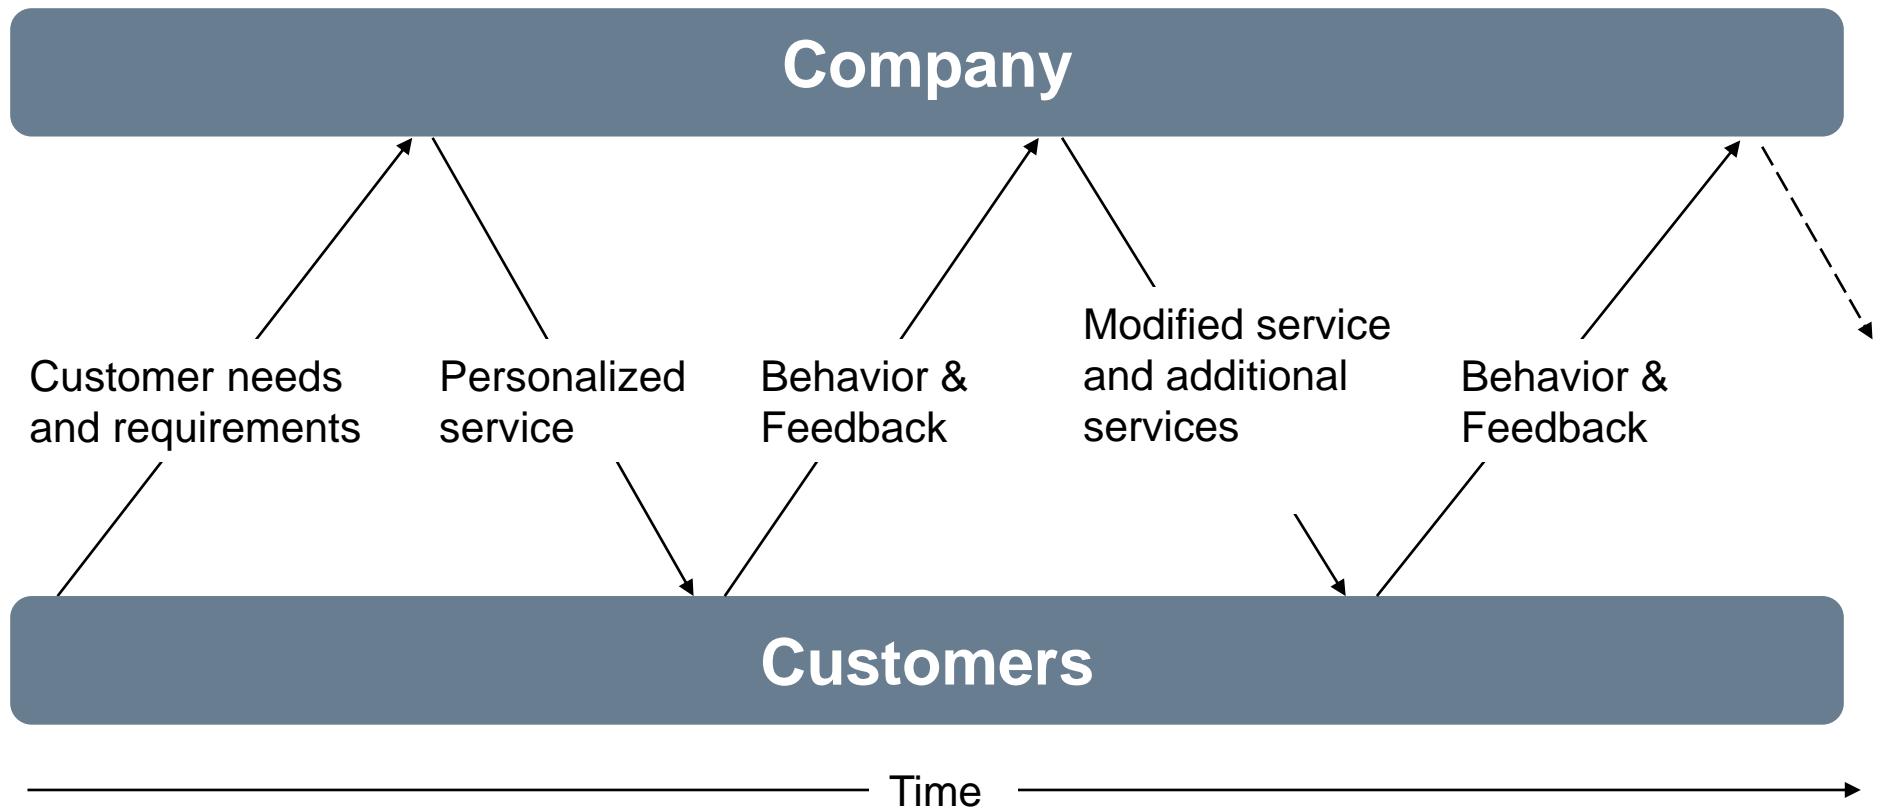 Company
Customer needs
and requirements
Personalized
service
Behavior &
Feedback
Modified service
and additional
services
Behavior &
Feedback
Customers
Time